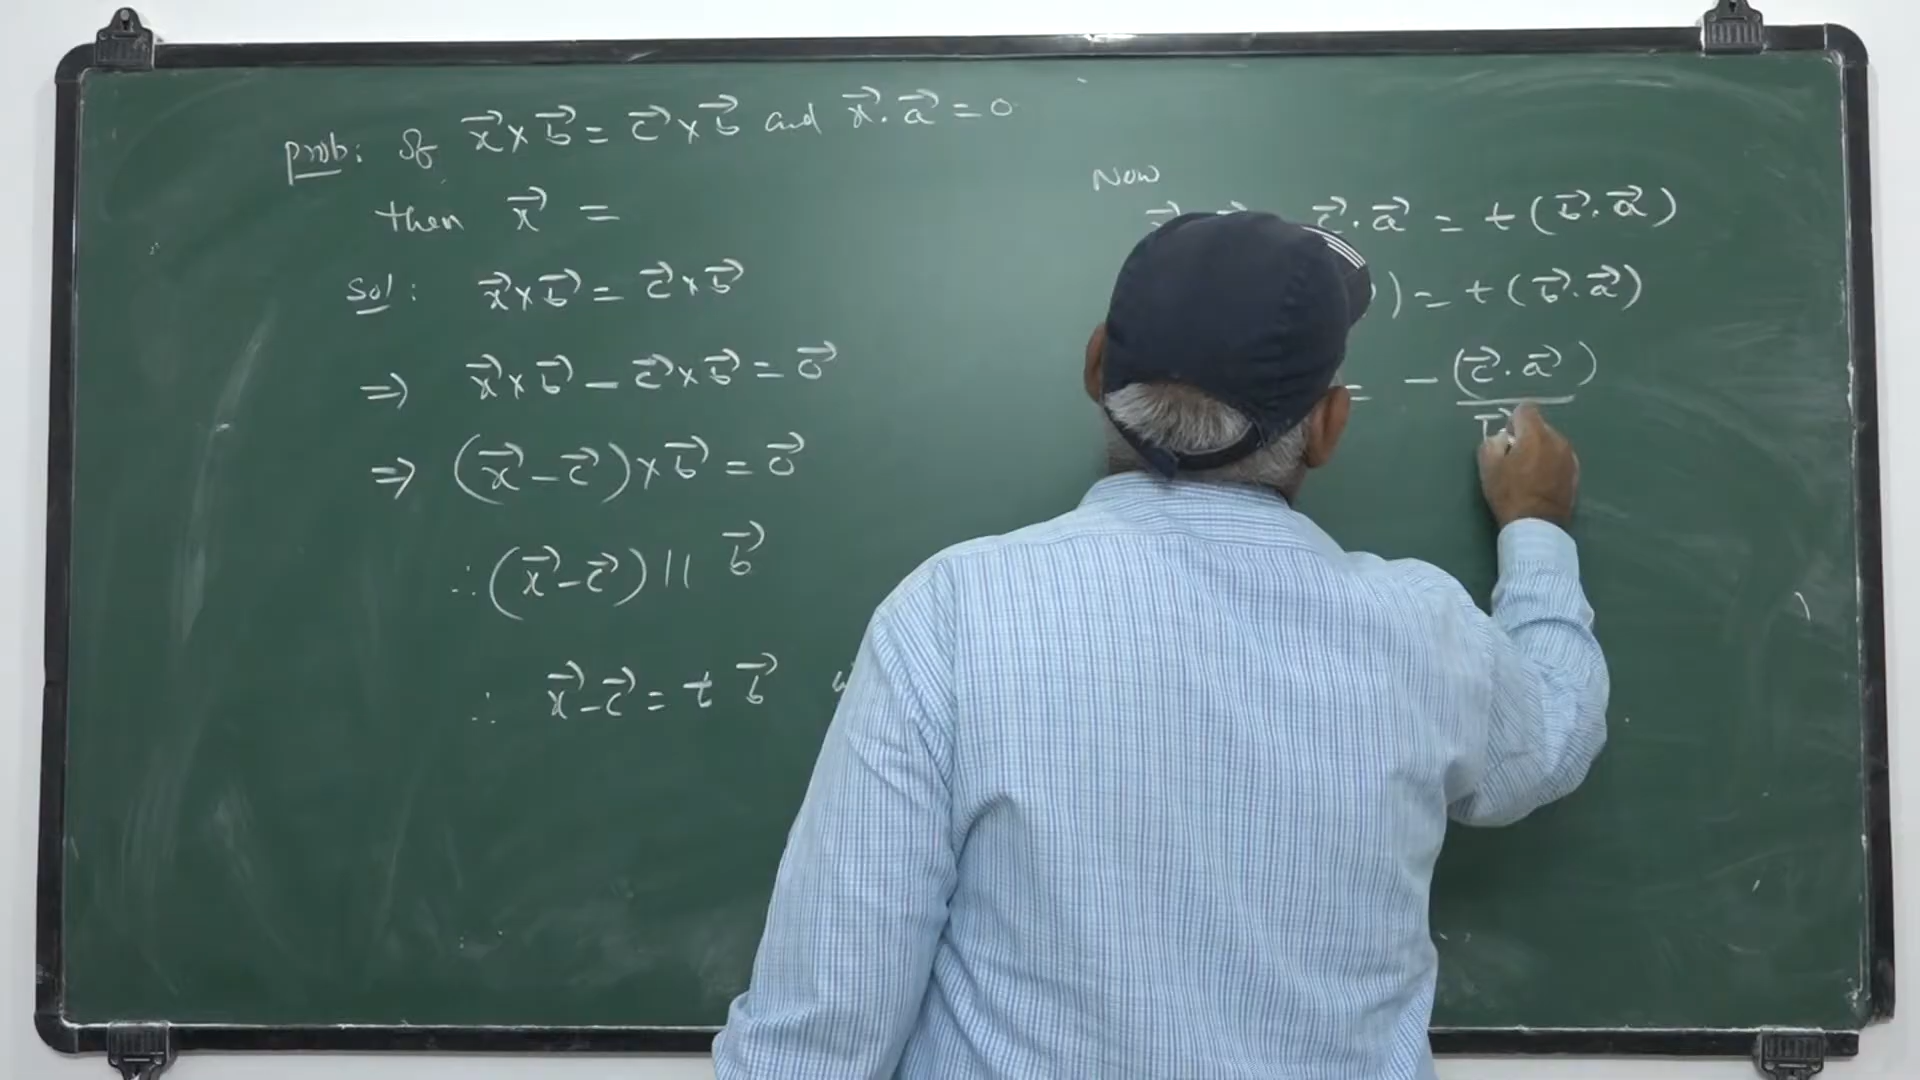 Prob: If x⃗ × b⃗ = c⃗ × b⃗ and x⃗ . a⃗ = 0
then x⃗ =
Sol: x⃗ × b⃗ = c⃗ × b⃗
⇒ x⃗ × b⃗ − c⃗ × b⃗ = 0⃗
⇒ (x⃗ − c⃗) × b⃗ = 0⃗
∴ (x⃗ − c⃗) || b⃗
∴ x⃗ − c⃗ = t b⃗
Now
c⃗ . a⃗ = t (b⃗ . a⃗)
) = t (b⃗ . a⃗)
= − (c⃗ . a⃗)